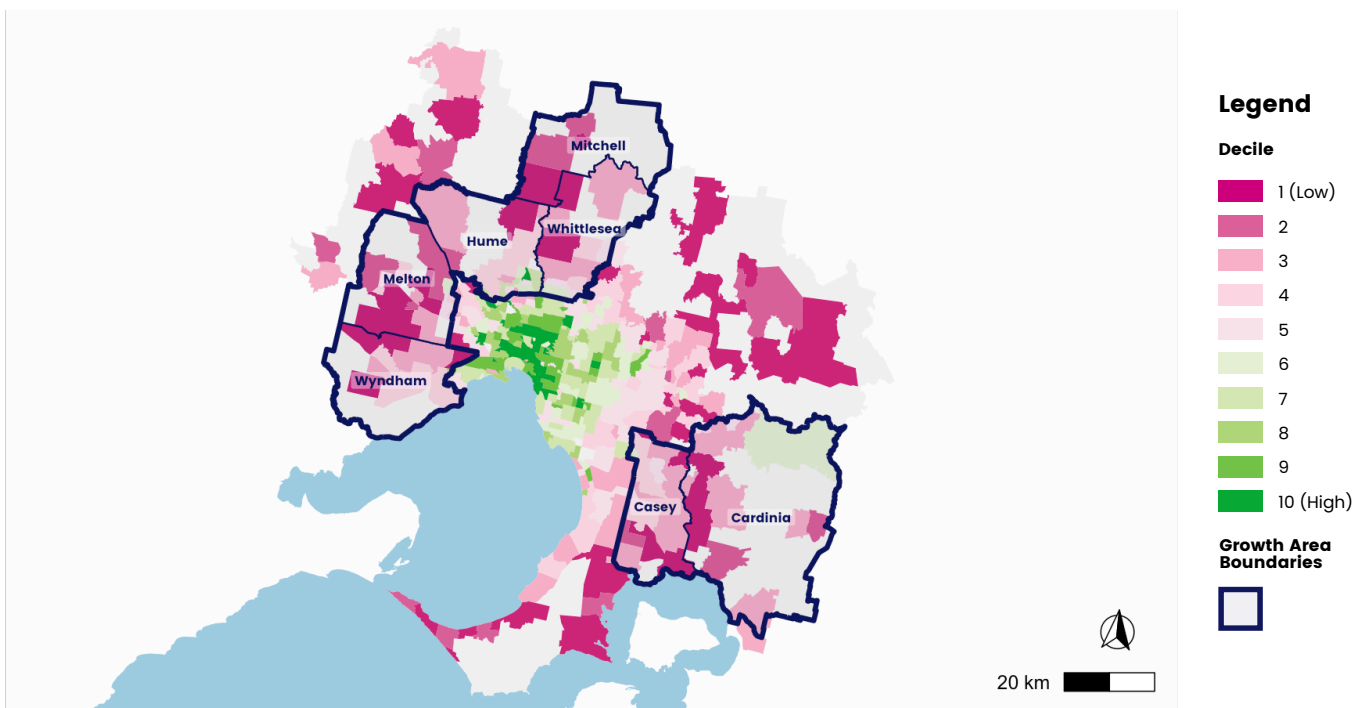 Mitchell
Whittlesea
Hume
Melton
Wyndham
Casey
Cardinia
20 km
Legend
Decile
1 (Low)
2
3
4
5
6
7
8
9
10 (High)
Growth Area
Boundaries